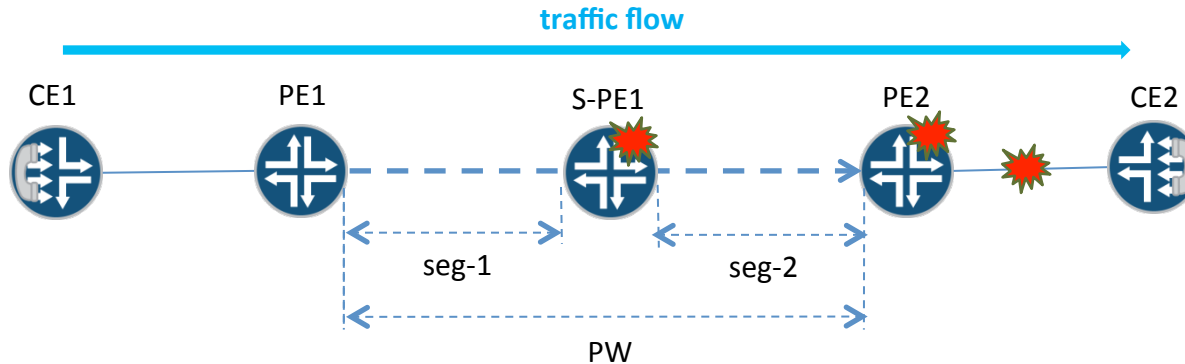 traffic flow
CE1
PE1
S-PE1
PE2
CE2
seg-1
seg-2
PW